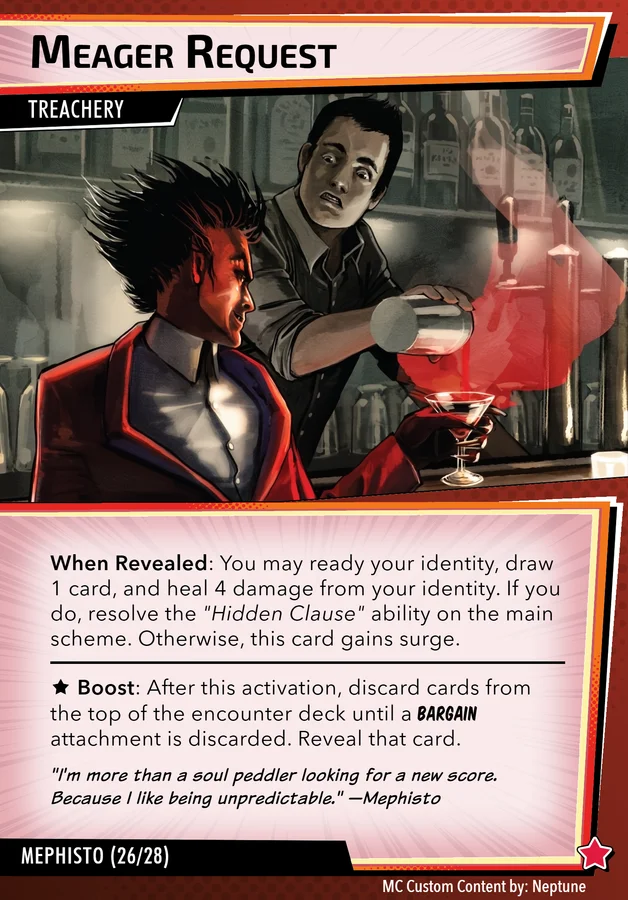 Meager Request
TREACHERY
When Revealed: You may ready your identity, draw
1 card, and heal 4 damage from your identity. If you
do, resolve the "Hidden Clause" ability on the main
scheme. Otherwise, this card gains surge.
★ Boost: After this activation, discard cards from
the top of the encounter deck until a BARGAIN
attachment is discarded. Reveal that card.
"I'm more than a soul peddler looking for a new score.
Because I like being unpredictable." —Mephisto
MEPHISTO (26/28)
MC Custom Content by: Neptune